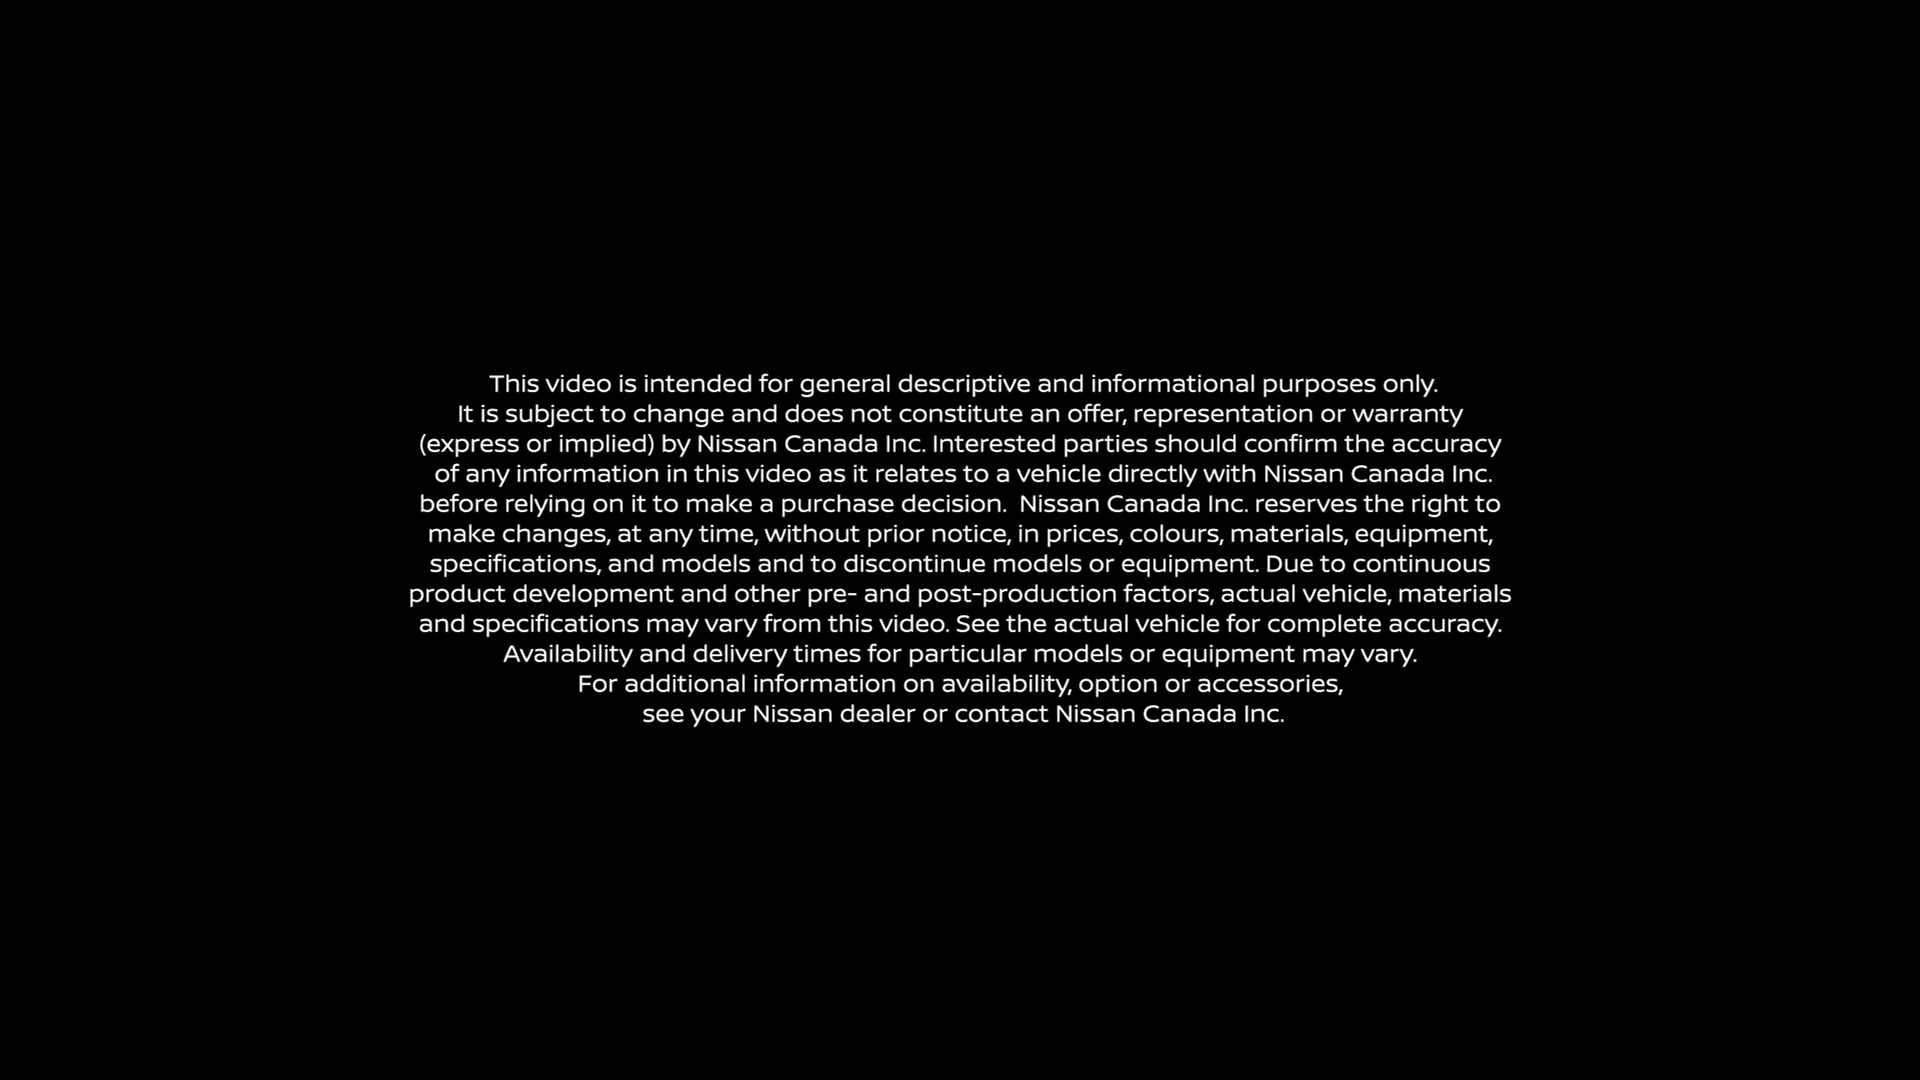 This video is intended for general descriptive and informational purposes only.
It is subject to change and does not constitute an offer, representation or warranty
(express or implied) by Nissan Canada Inc. Interested parties should confirm the accuracy
of any information in this video as it relates to a vehicle directly with Nissan Canada Inc.
before relying on it to make a purchase decision.  Nissan Canada Inc. reserves the right to
make changes, at any time, without prior notice, in prices, colours, materials, equipment,
specifications, and models and to discontinue models or equipment. Due to continuous
product development and other pre- and post-production factors, actual vehicle, materials
and specifications may vary from this video. See the actual vehicle for complete accuracy.
Availability and delivery times for particular models or equipment may vary.
For additional information on availability, option or accessories,
see your Nissan dealer or contact Nissan Canada Inc.